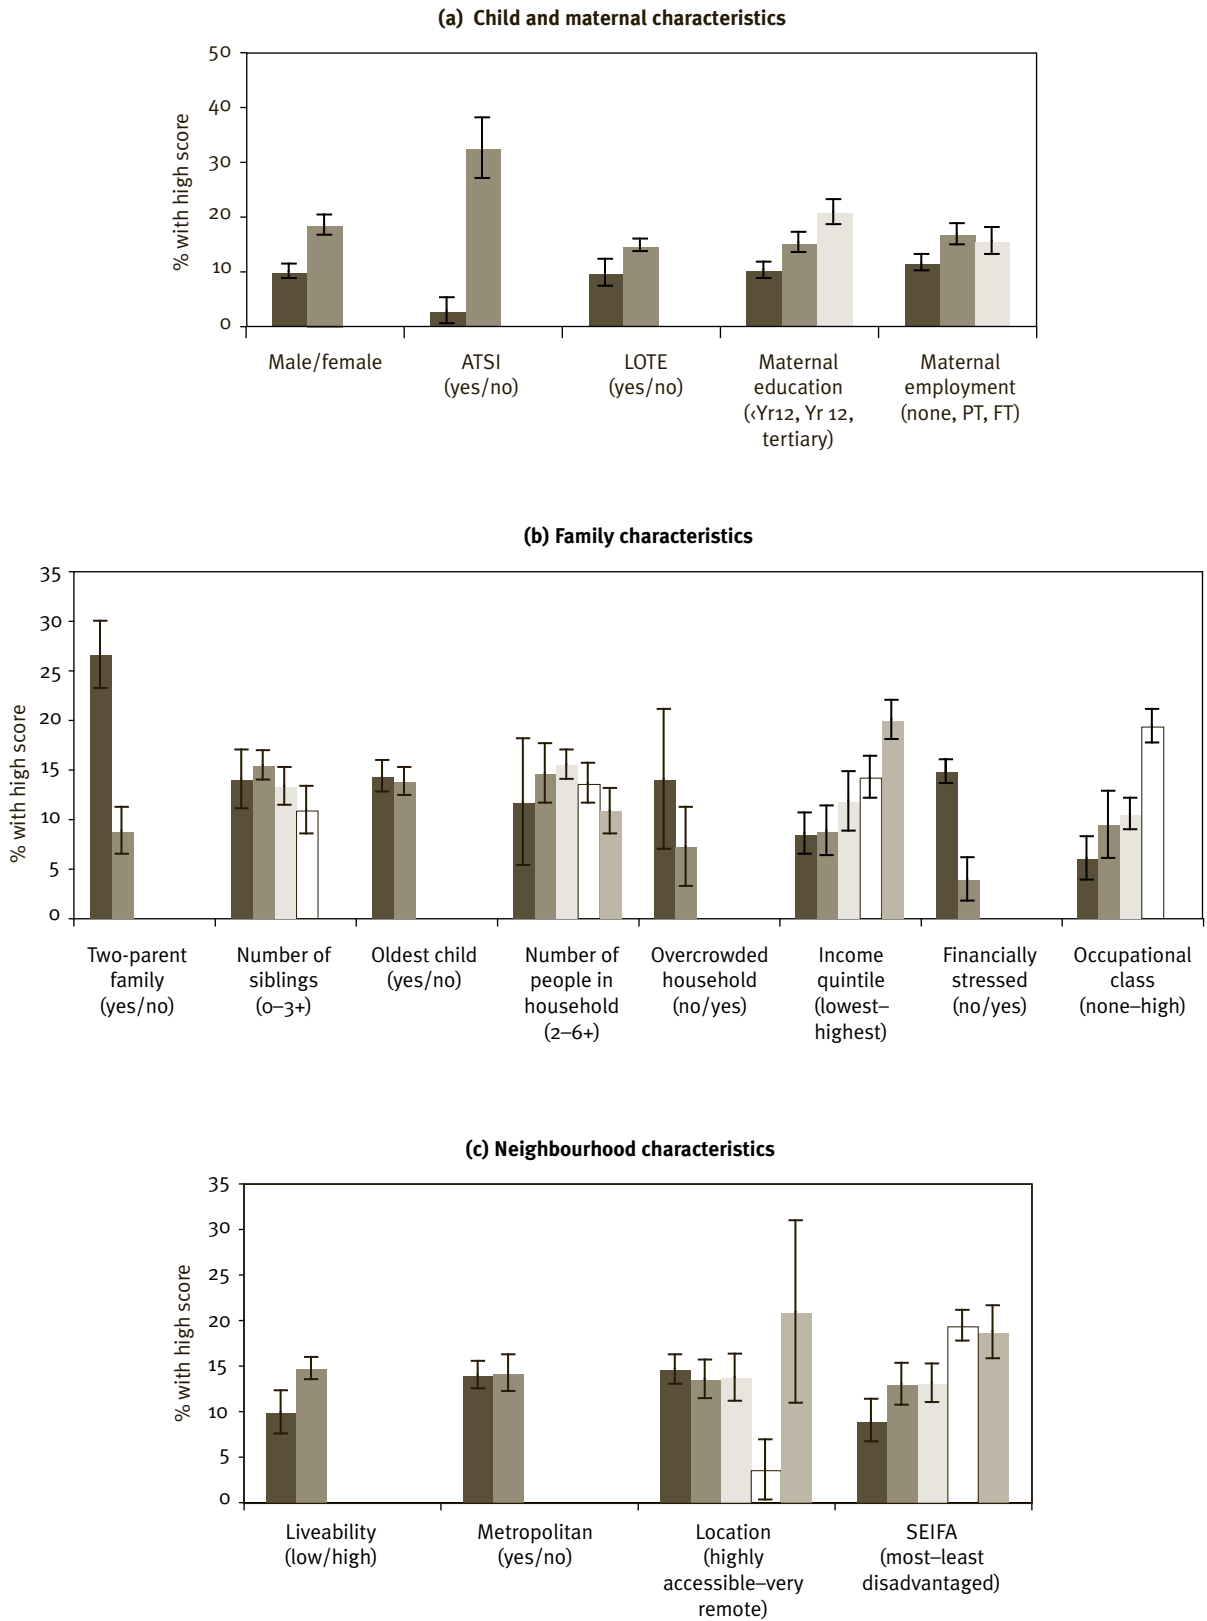 (a) Child and maternal characteristics
50
40
30
20
10
0
% with high score
Male/female
ATSI
(yes/no)
LOTE
(yes/no)
Maternal
education
(‹Yr12, Yr 12,
tertiary)
Maternal
employment
(none, PT, FT)
(b) Family characteristics
35
30
25
20
15
10
5
0
% with high score
Two-parent
family
(yes/no)
Number of
siblings
(0–3+)
Oldest child
(yes/no)
Number of
people in
household
(2–6+)
Overcrowded
household
(no/yes)
Income
quintile
(lowest–
highest)
Financially
stressed
(no/yes)
Occupational
class
(none–high)
(c) Neighbourhood characteristics
35
30
25
20
15
10
5
0
% with high score
Liveability
(low/high)
Metropolitan
(yes/no)
Location
(highly
accessible–very
remote)
SEIFA
(most–least
disadvantaged)